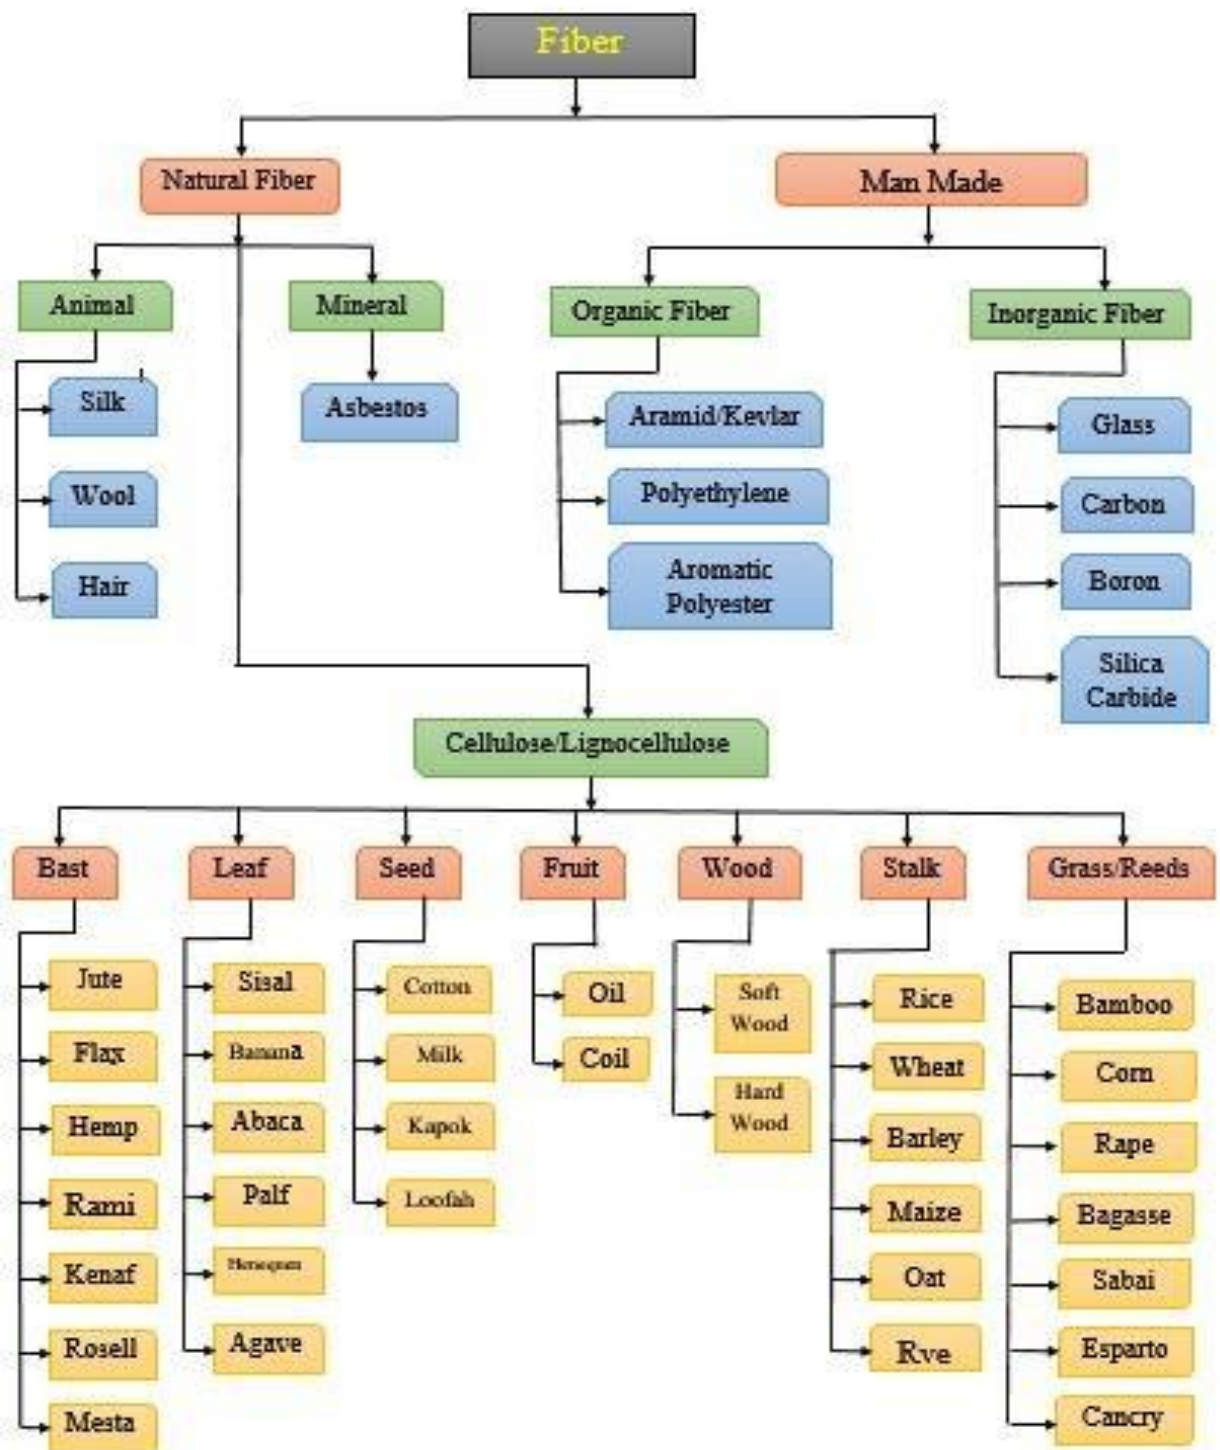 Fiber
Natural Fiber
Man Made
Animal
Mineral
Organic Fiber
Inorganic Fiber
Silk
Wool
Hair
Asbestos
Aramid/Kevlar
Polyethylene
Aromatic
Polyester
Glass
Carbon
Boron
Silica
Carbide
Cellulose/Lignocellulose
Bast
Leaf
Seed
Fruit
Wood
Stalk
Grass/Reeds
Jute
Flax
Hemp
Rami
Kenaf
Rosell
Mesta
Sisal
Banana
Abaca
Palf
Henequen
Agave
Cotton
Milk
Kapok
Loofah
Oil
Coil
Soft
Wood
Hard
Wood
Rice
Wheat
Barley
Maize
Oat
Rve
Bamboo
Corn
Rape
Bagasse
Sabai
Esparto
Cancry